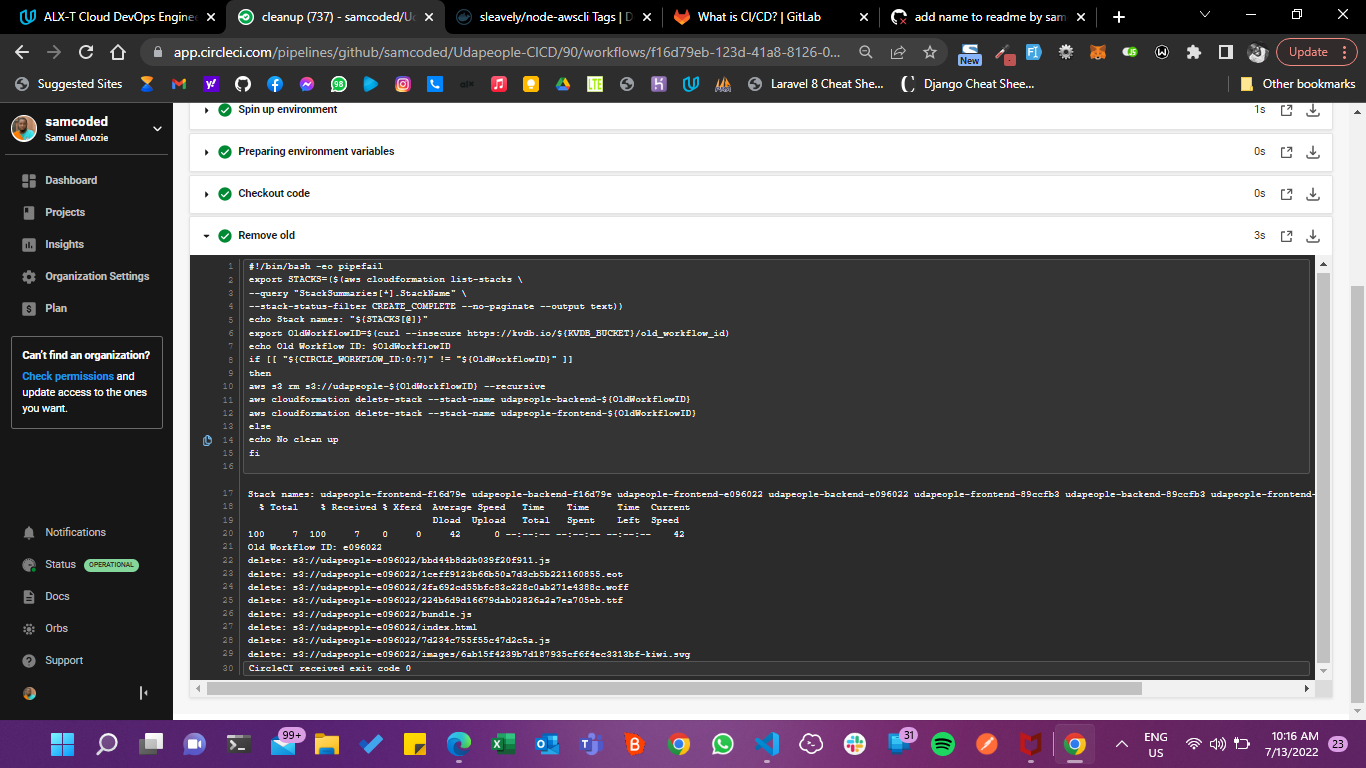 ALX-T Cloud DevOps Engine
cleanup (737) - samcoded/Ud
sleavely/node-awscli Tags | D
What is CI/CD? | GitLab
add name to readme by sam
app.circleci.com/pipelines/github/samcoded/Udapeople-CICD/90/workflows/f16d79eb-123d-41a8-8126-0...
New
Update
Suggested Sites
98
olx
LTE
Laravel 8 Cheat Shee...
Django Cheat Shee...
Other bookmarks
samcoded
Samuel Anozie
Dashboard
Projects
Insights
Organization Settings
Plan
Can't find an organization?
Check permissions and
update access to the ones
you want.
Notifications
Status OPERATIONAL
Docs
Orbs
Support
Spin up environment 1s
Preparing environment variables 0s
Checkout code 0s
Remove old 3s
1 #!/bin/bash -eo pipefail
2 export STACKS=($(aws cloudformation list-stacks \
3 --query "StackSummaries[*].StackName" \
4 --stack-status-filter CREATE_COMPLETE --no-paginate --output text))
5 echo Stack names: "${STACKS[@]}"
6 export OldWorkflowID=$(curl --insecure https://kvdb.io/${KVDB_BUCKET}/old_workflow_id)
7 echo Old Workflow ID: $OldWorkflowID
8 if [[ "${CIRCLE_WORKFLOW_ID:0:7}" != "${OldWorkflowID}" ]]
9 then
10 aws s3 rm s3://udapeople-${OldWorkflowID} --recursive
11 aws cloudformation delete-stack --stack-name udapeople-backend-${OldWorkflowID}
12 aws cloudformation delete-stack --stack-name udapeople-frontend-${OldWorkflowID}
13 else
14 echo No clean up
15 fi
16
17 Stack names: udapeople-frontend-f16d79e udapeople-backend-f16d79e udapeople-frontend-e096022 udapeople-backend-e096022 udapeople-frontend-89ccfb3 udapeople-backend-89ccfb3 udapeople-frontend-
18 % Total % Received % Xferd Average Speed Time Time Time Current
19 Dload Upload Total Spent Left Speed
20 100 7 100 7 0 0 42 0 --:--:-- --:--:-- --:--:-- 42
21 Old Workflow ID: e096022
22 delete: s3://udapeople-e096022/bbd44b8d2b039f20f911.js
23 delete: s3://udapeople-e096022/1ceff9123b66b50a7d3cb5b221160855.eot
24 delete: s3://udapeople-e096022/2fa692cd55bfc83c228c0ab271e4388c.woff
25 delete: s3://udapeople-e096022/224b6d9d16679dab02826a2a7ea705eb.ttf
26 delete: s3://udapeople-e096022/bundle.js
27 delete: s3://udapeople-e096022/index.html
28 delete: s3://udapeople-e096022/7d234c755f55c47d2c5a.js
29 delete: s3://udapeople-e096022/images/6ab15f4239b7d187935cf6f4ec3313bf-kiwi.svg
30 CircleCI received exit code 0
99+
31
ENG
US
10:16 AM
7/13/2022
23